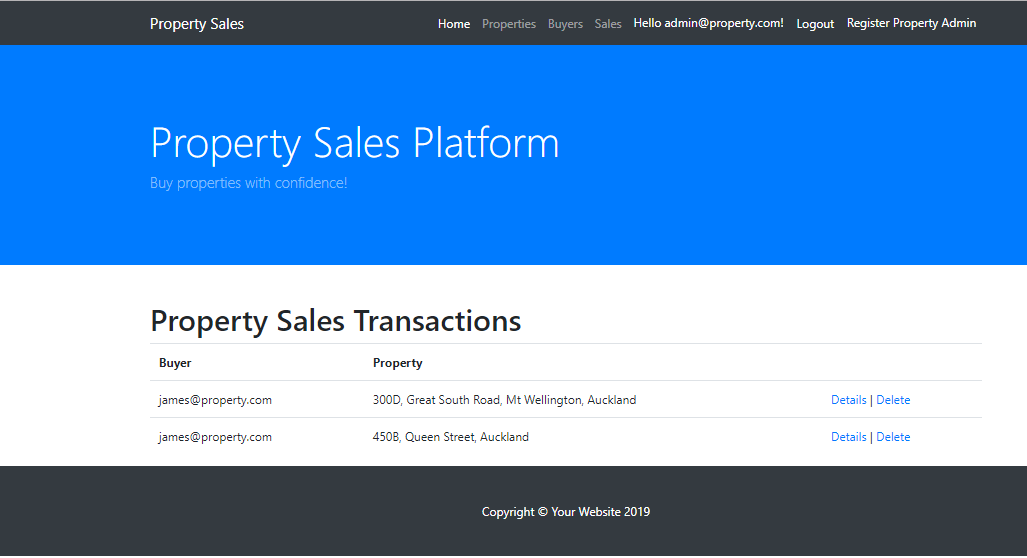 Property Sales Home Properties Buyers Sales Hello admin@property.com! Logout Register Property Admin
Property Sales Platform
Buy properties with confidence!
Property Sales Transactions
Buyer Property
james@property.com 300D, Great South Road, Mt Wellington, Auckland Details | Delete
james@property.com 450B, Queen Street, Auckland Details | Delete
Copyright © Your Website 2019